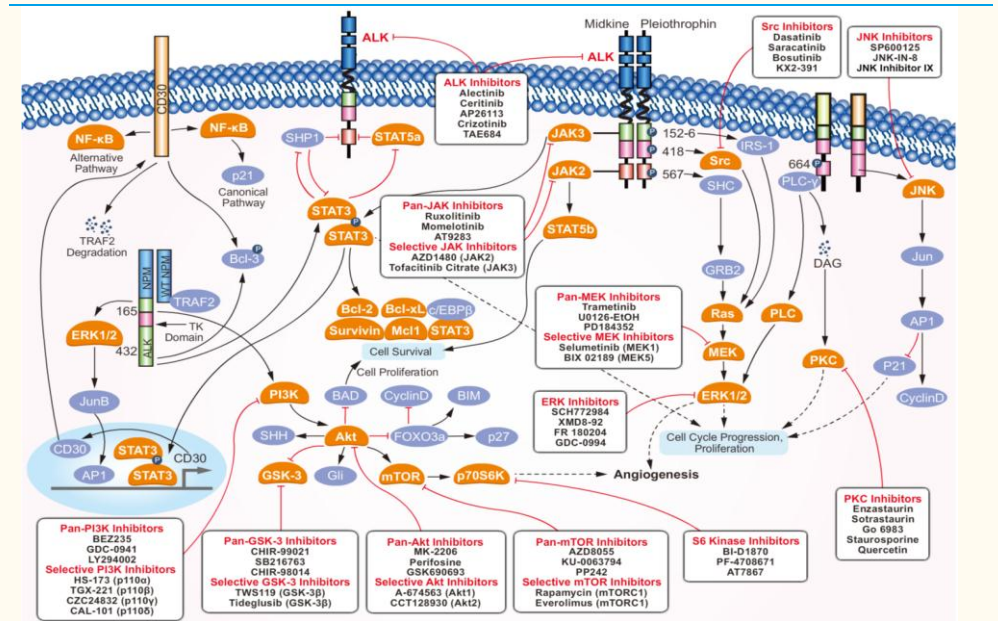 Midkine Pleiothrophin
ALK
ALK
Src Inhibitors
Dasatinib
Saracatinib
Bosutinib
KX2-391
JNK Inhibitors
SP600125
JNK-IN-8
JNK Inhibitor IX
ALK Inhibitors
Alectinib
Ceritinib
AP26113
Crizotinib
TAE684
CD30
NF-κB
Alternative
Pathway
NF-κB
p21
Canonical
Pathway
SHP1
STAT5a
JAK3
JAK2
P
152-6
P
418
P
567
IRS-1
Src
SHC
664
P
PLC-γ
JNK
TRAF2
Degradation
STAT3
P
STAT3
Pan-JAK Inhibitors
Ruxolitinib
Momelotinib
AT9283
Selective JAK Inhibitors
AZD1480 (JAK2)
Tofacitinib Citrate (JAK3)
STAT5b
P
Bcl-3
DAG
Jun
GRB2
NPM
WT NPM
TRAF2
165
TK
Domain
432
ALK
ERK1/2
Bcl-2
Bcl-xL
c/EBPβ
Survivin
Mcl1
STAT3
Cell Survival
Cell Proliferation
Pan-MEK Inhibitors
Trametinib
U0126-EtOH
PD184352
Selective MEK Inhibitors
Selumetinib (MEK1)
BIX 02189 (MEK5)
Ras
PLC
AP1
MEK
PKC
P21
JunB
PI3K
BAD
CyclinD
BIM
ERK Inhibitors
SCH772984
XMD8-92
FR 180204
GDC-0994
ERK1/2
CyclinD
CD30
STAT3
P
STAT3
CD30
AP1
SHH
Akt
FOXO3a
p27
Cell Cycle Progression,
Proliferation
GSK-3
Gli
mTOR
p70S6K
Angiogenesis
Pan-PI3K Inhibitors
BEZ235
GDC-0941
LY294002
Selective PI3K Inhibitors
HS-173 (p110α)
TGX-221 (p110β)
CZC24832 (p110γ)
CAL-101 (p110δ)
Pan-GSK-3 Inhibitors
CHIR-99021
SB216763
CHIR-98014
Selective GSK-3 Inhibitors
TWS119 (GSK-3β)
Tideglusib (GSK-3β)
Pan-Akt Inhibitors
MK-2206
Perifosine
GSK690693
Selective Akt Inhibitors
A-674563 (Akt1)
CCT128930 (Akt2)
Pan-mTOR Inhibitors
AZD8055
KU-0063794
PP242
Selective mTOR Inhibitors
Rapamycin (mTORC1)
Everolimus (mTORC1)
S6 Kinase Inhibitors
BI-D1870
PF-4708671
AT7867
PKC Inhibitors
Enzastaurin
Sotrastaurin
Go 6983
Staurosporine
Quercetin